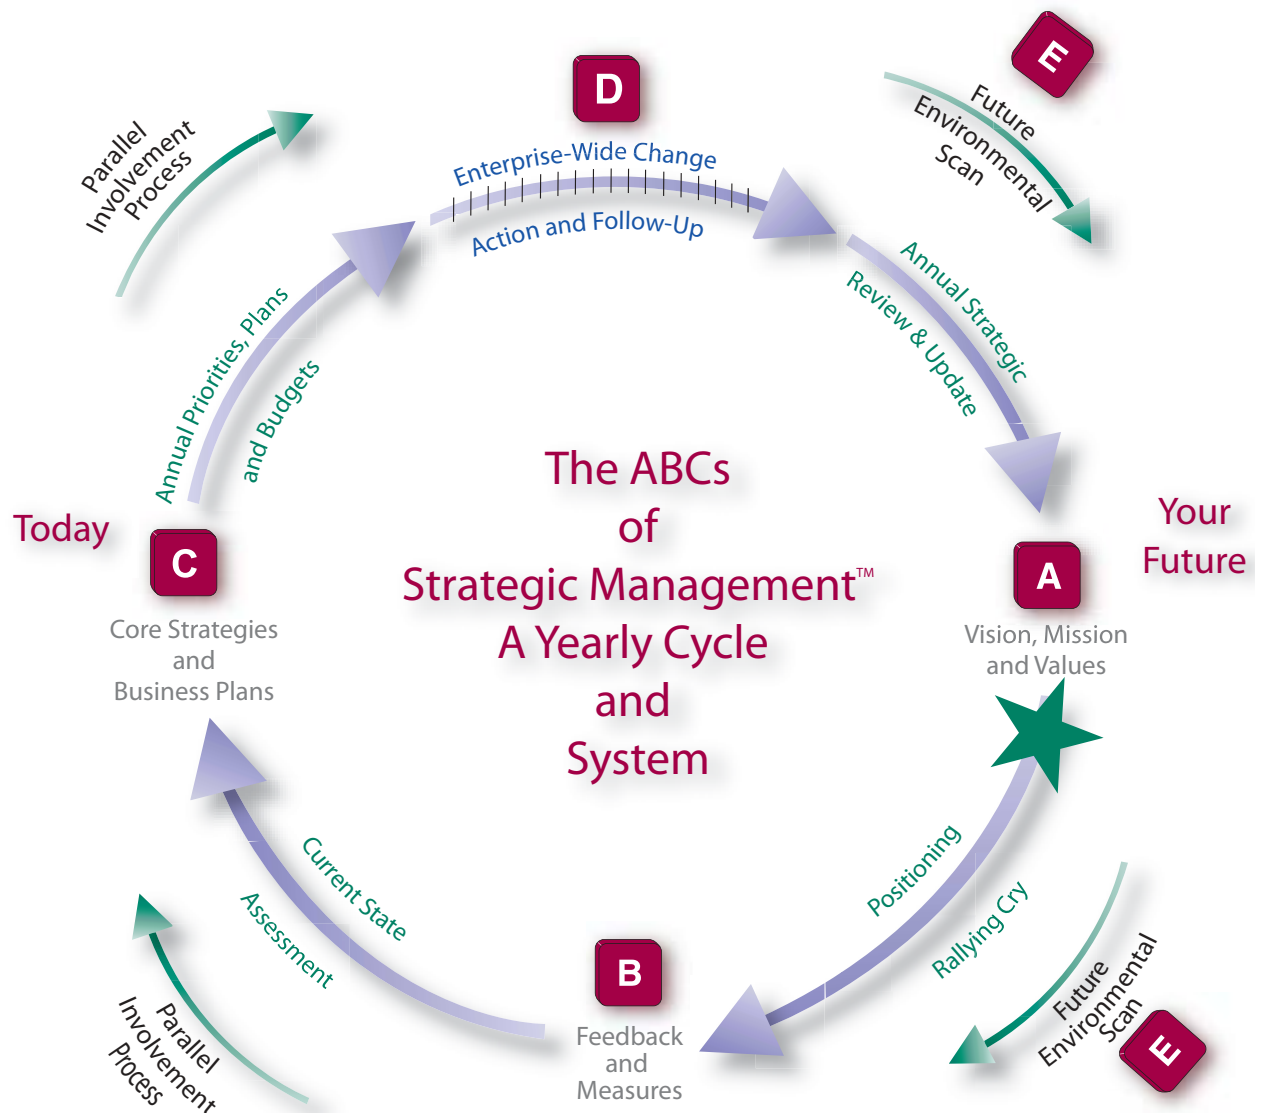 D
E
Parallel
Involvement
Process
Enterprise-Wide Change
Action and Follow-Up
Future
Environmental
Scan
Annual Priorities, Plans
and Budgets
Annual Strategic
Review & Update
The ABCs
of
Strategic Management™
A Yearly Cycle
and
System
Today
C
Core Strategies
and
Business Plans
Your
Future
A
Vision, Mission
and Values
Current State
Assessment
Positioning
Rallying Cry
B
Feedback
and
Measures
Parallel
Involvement
Process
Future
Environmental
Scan
E